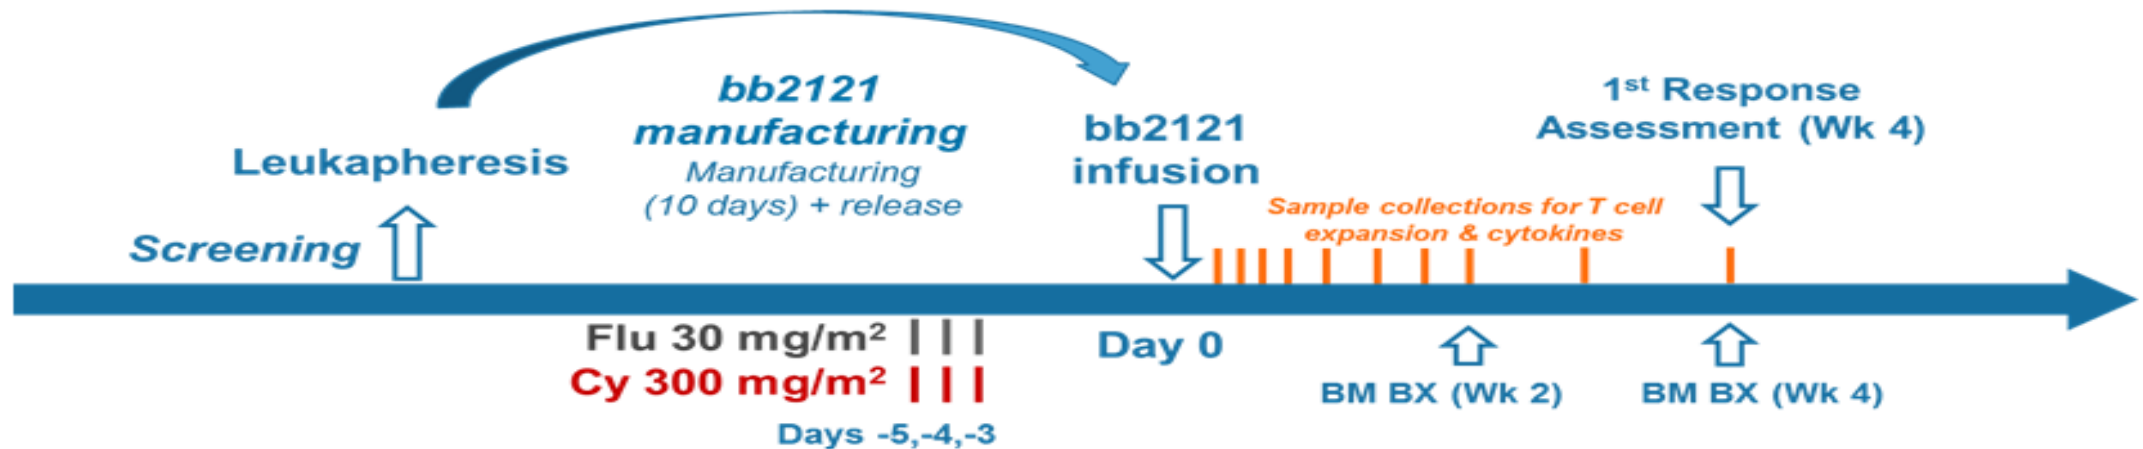 bb2121
manufacturing
Manufacturing
(10 days) + release
Leukapheresis
Screening
bb2121
infusion
1st Response
Assessment (Wk 4)
Sample collections for T cell
expansion & cytokines
Flu 30 mg/m²
Cy 300 mg/m²
Days -5,-4,-3
Day 0
BM BX (Wk 2)
BM BX (Wk 4)